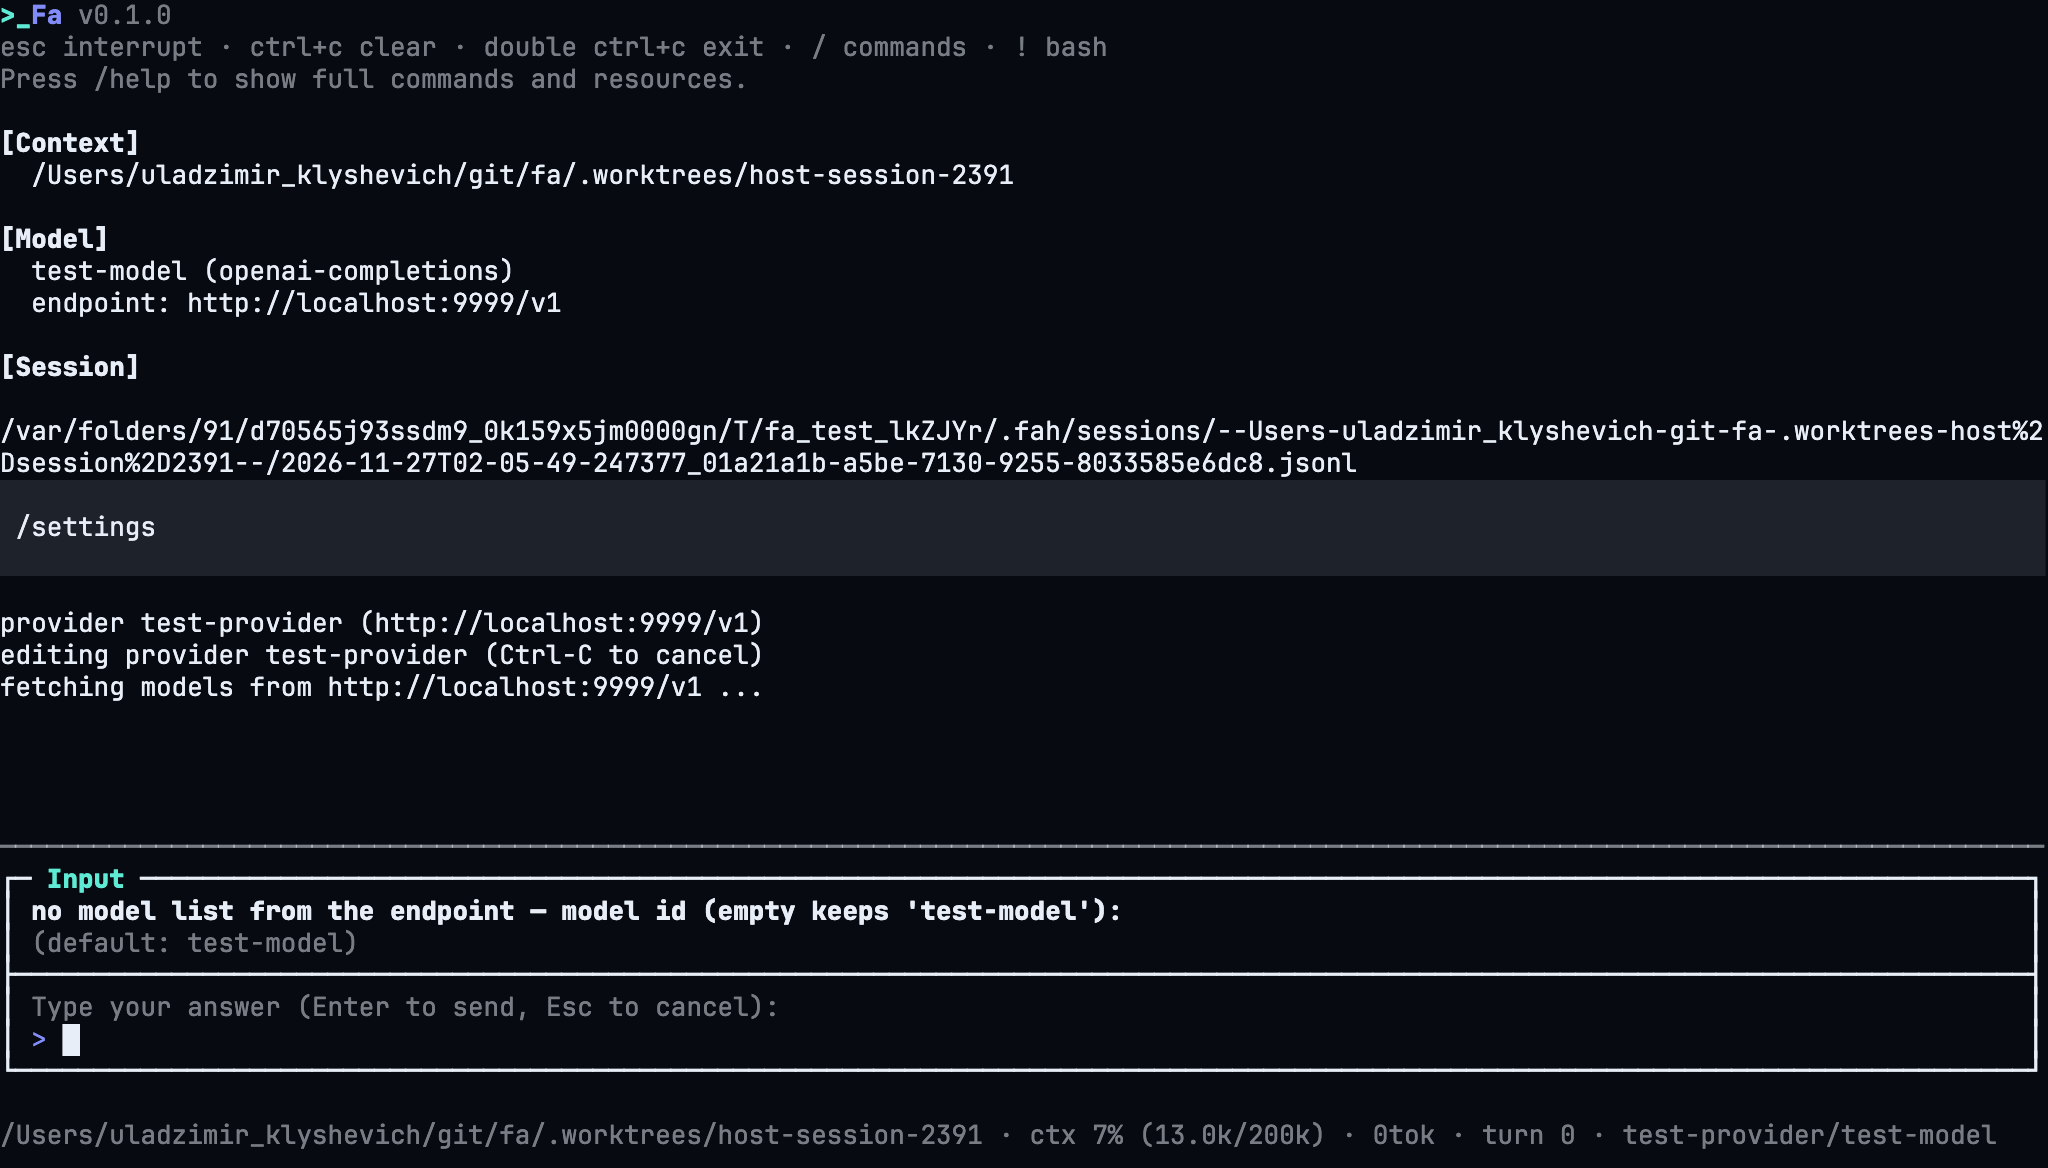 >_Fa v0.1.0
esc interrupt · ctrl+c clear · double ctrl+c exit · / commands · ! bash
Press /help to show full commands and resources.
[Context]
/Users/uladzimir_klyshevich/git/fa/.worktrees/host-session-2391
[Model]
test-model (openai-completions)
endpoint: http://localhost:9999/v1
[Session]
/var/folders/91/d70565j93ssdm9_0k159x5jm0000gn/T/fa_test_lkZJYr/.fah/sessions/--Users-uladzimir_klyshevich-git-fa-.worktrees-host%2
Dsession%2D2391--/2026-11-27T02-05-49-247377_01a21a1b-a5be-7130-9255-8033585e6dc8.jsonl
/settings
provider test-provider (http://localhost:9999/v1)
editing provider test-provider (Ctrl-C to cancel)
fetching models from http://localhost:9999/v1 ...
Input
no model list from the endpoint — model id (empty keeps 'test-model'):
(default: test-model)
Type your answer (Enter to send, Esc to cancel):
>
/Users/uladzimir_klyshevich/git/fa/.worktrees/host-session-2391 · ctx 7% (13.0k/200k) · 0tok · turn 0 · test-provider/test-model